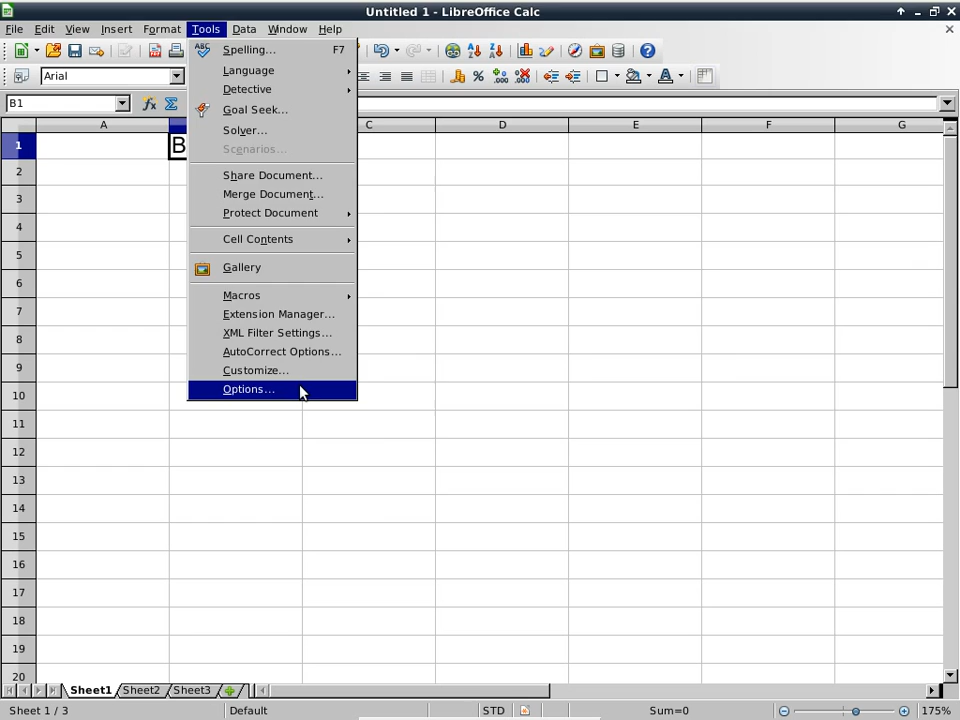 Untitled 1 - LibreOffice Calc
File Edit View Insert Format Tools Data Window Help
ABC Spelling... F7
Arial
Language
Detective
B1
Goal Seek...
Solver...
Scenarios...
A C D E F G
1 B
2
3
4
5
6
7
8
9
10
11
12
13
14
15
16
17
18
19
20
Share Document...
Merge Document...
Protect Document
Cell Contents
Gallery
Macros
Extension Manager...
XML Filter Settings...
AutoCorrect Options...
Customize...
Options...
Sheet1 Sheet2 Sheet3
Sheet 1 / 3 Default STD Sum=0 175%